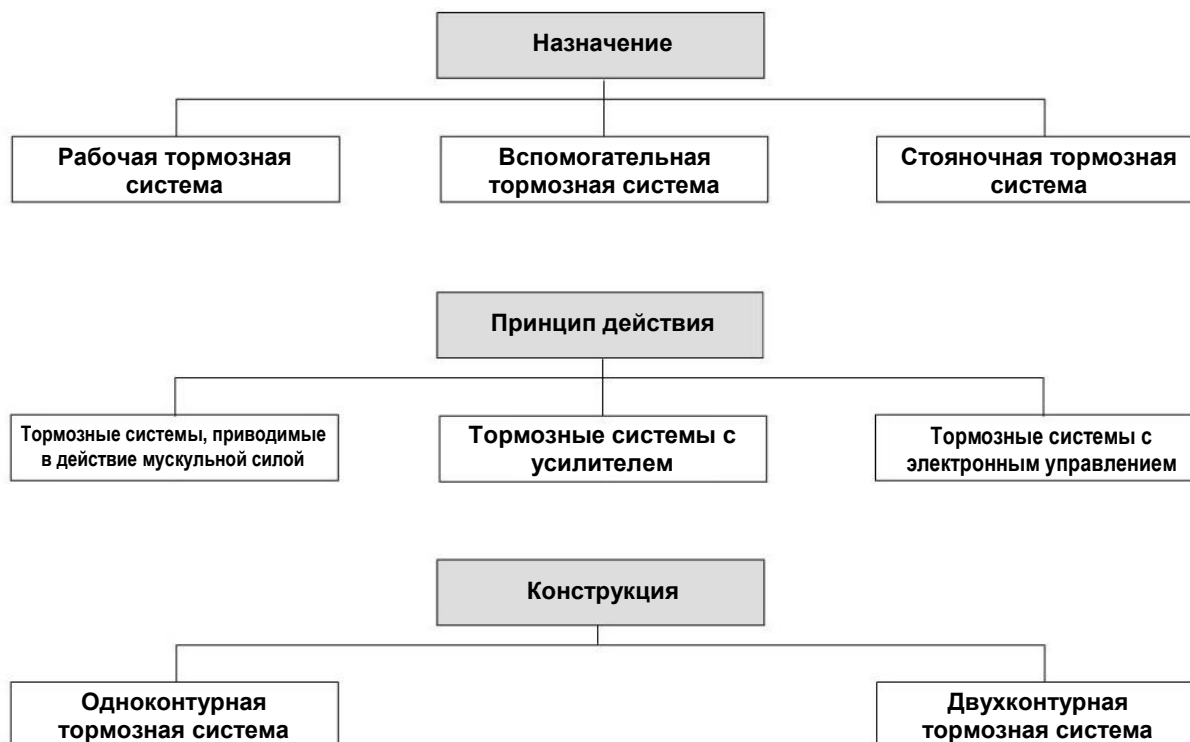 Назначение
Рабочая тормозная
система
Вспомогательная
тормозная система
Стояночная тормозная
система
Принцип действия
Тормозные системы, приводимые
в действие мускульной силой
Тормозные системы с
усилителем
Тормозные системы с
электронным управлением
Конструкция
Одноконтурная
тормозная система
Двухконтурная
тормозная система